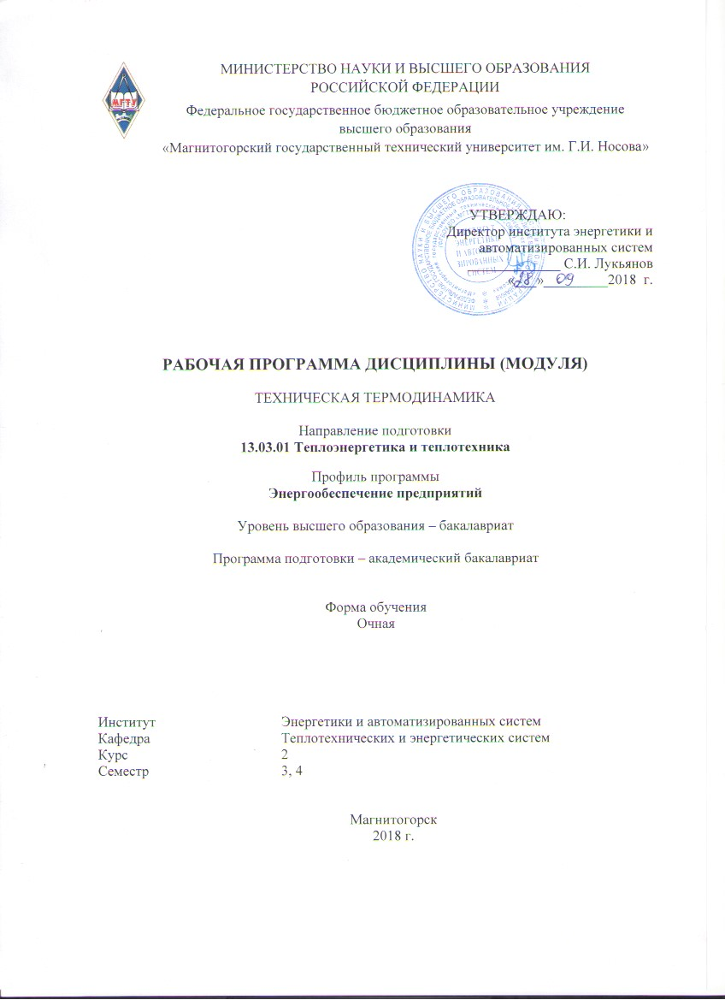 МГТУ
МИНИСТЕРСТВО НАУКИ И ВЫСШЕГО ОБРАЗОВАНИЯ
РОССИЙСКОЙ ФЕДЕРАЦИИ
Федеральное государственное бюджетное образовательное учреждение
высшего образования
«Магнитогорский государственный технический университет им. Г.И. Носова»
УТВЕРЖДАЮ:
Директор института энергетики и
автоматизированных систем
С.И. Лукьянов
«28» 09 2018 г.
РАБОЧАЯ ПРОГРАММА ДИСЦИПЛИНЫ (МОДУЛЯ)
ТЕХНИЧЕСКАЯ ТЕРМОДИНАМИКА
Направление подготовки
13.03.01 Теплоэнергетика и теплотехника
Профиль программы
Энергообеспечение предприятий
Уровень высшего образования – бакалавриат
Программа подготовки – академический бакалавриат
Форма обучения
Очная
Институт Энергетики и автоматизированных систем
Кафедра Теплотехнических и энергетических систем
Курс 2
Семестр 3, 4
Магнитогорск
2018 г.